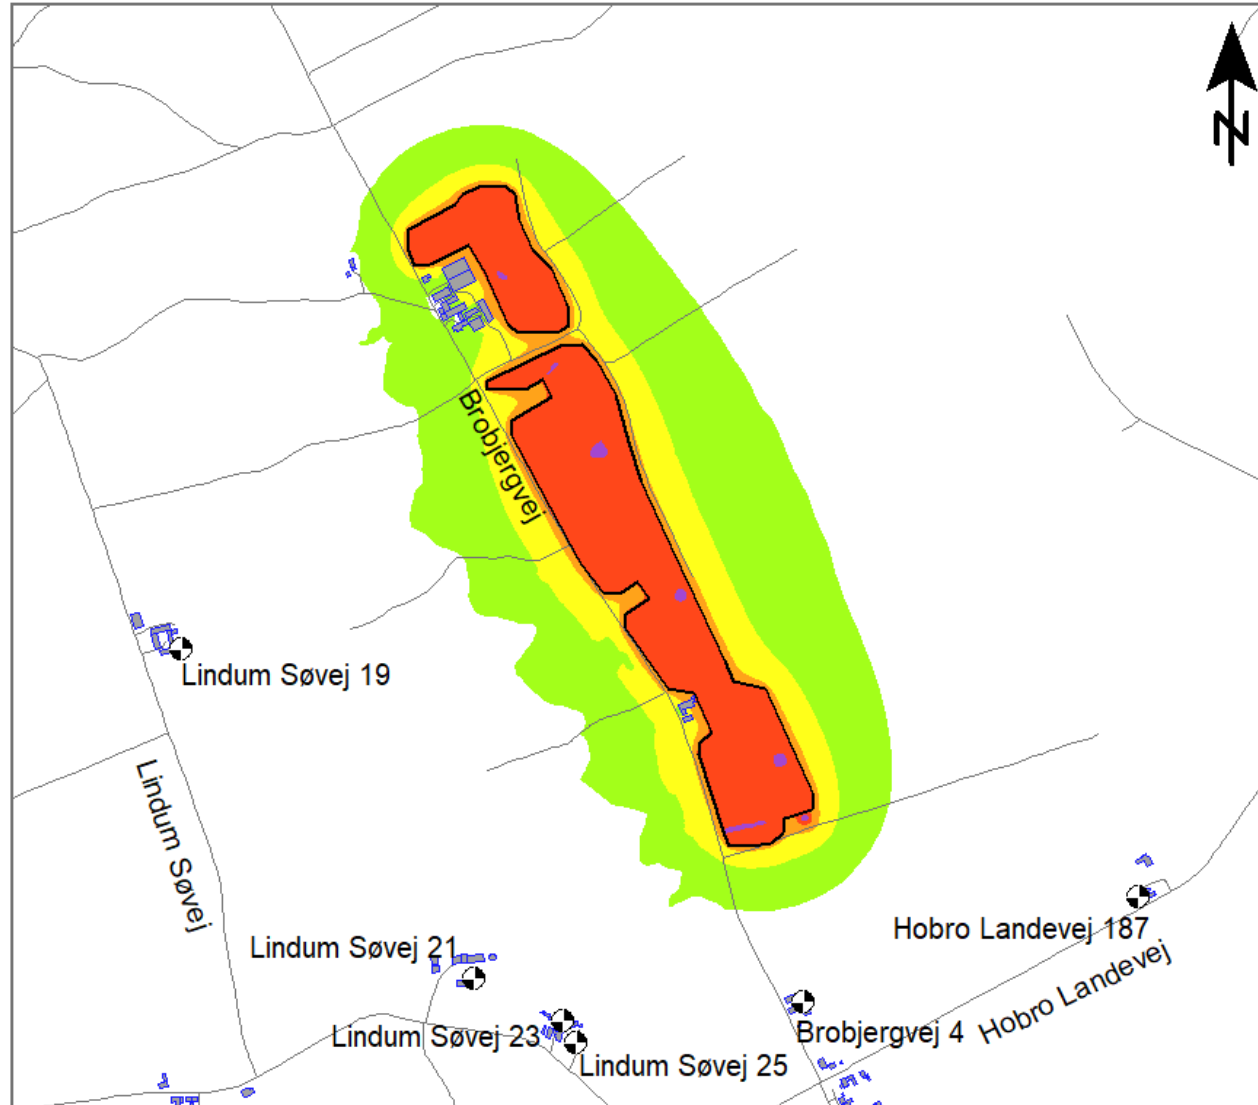 N
Brobjergvej
Lindum Søvej 19
Lindum Søvej
Lindum Søvej 21
Hobro Landevej 187
Hobro Landevej
Lindum Søvej 23
Brobjergvej 4
Lindum Søvej 25